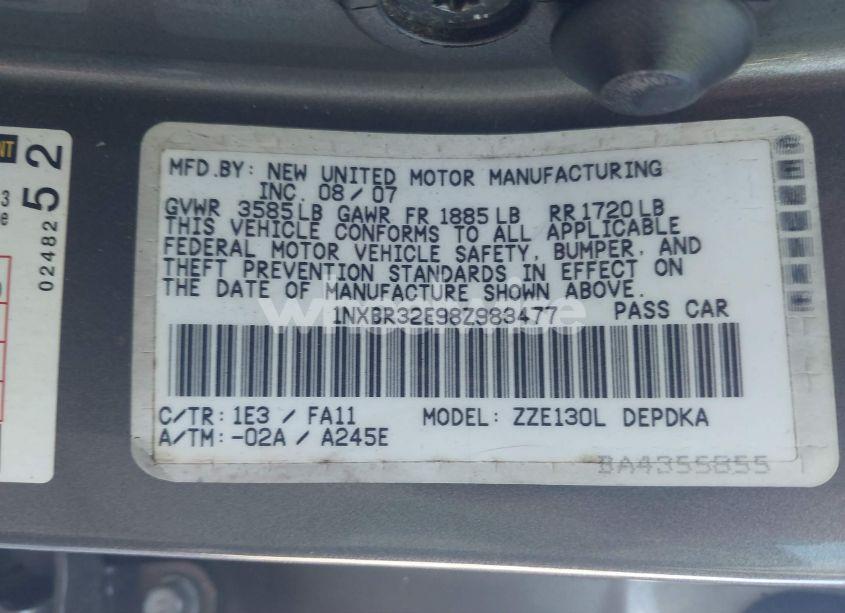 NT
3
e
02482
52
MFD.BY: NEW UNITED MOTOR MANUFACTURING
INC. 08/07
GVWR 3585LB GAWR FR 1885LB RR1720LB
THIS VEHICLE CONFORMS TO ALL APPLICABLE
FEDERAL MOTOR VEHICLE SAFETY, BUMPER, AND
THEFT PREVENTION STANDARDS IN EFFECT ON
THE DATE OF MANUFACTURE SHOWN ABOVE.
1NXBR32E98Z983477 PASS CAR
C/TR: 1E3 / FA11 MODEL: ZZE130L DEPDKA
A/TM: -02A / A245E
BA4355855